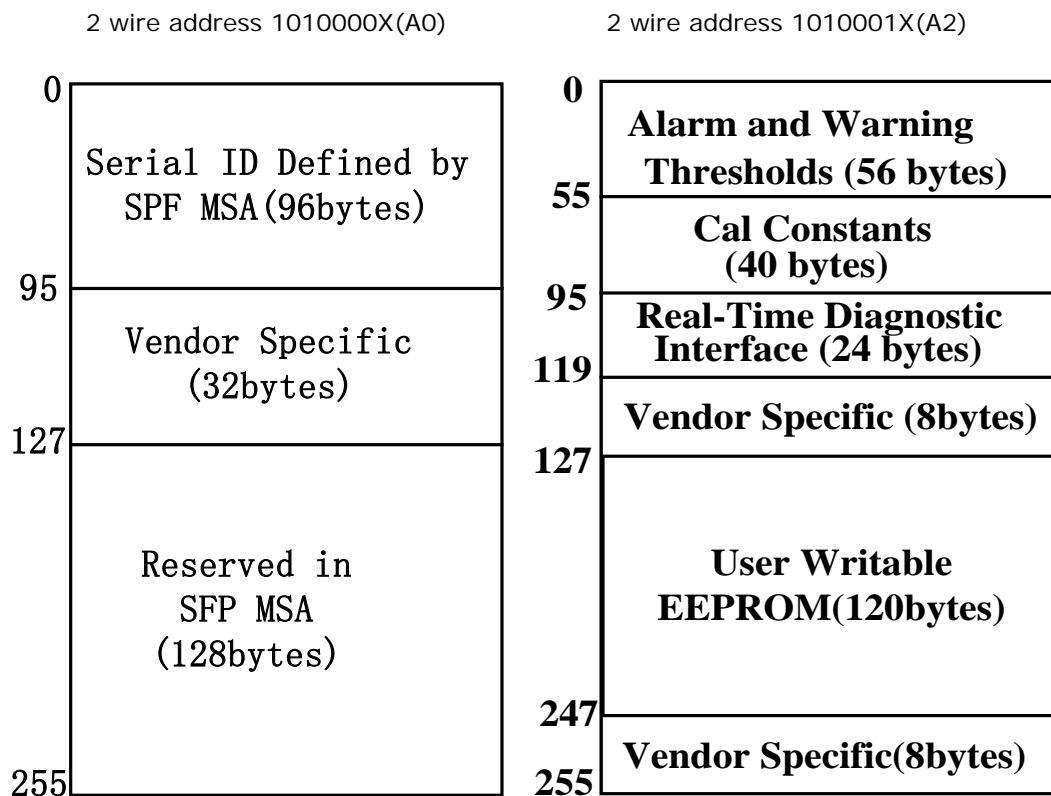 2 wire address 1010000X(A0)
0
Serial ID Defined by
SPF MSA(96bytes)
95
Vendor Specific
(32bytes)
127
Reserved in
SFP MSA
(128bytes)
255
2 wire address 1010001X(A2)
0
Alarm and Warning
Thresholds (56 bytes)
55
Cal Constants
(40 bytes)
95
Real-Time Diagnostic
Interface (24 bytes)
119
Vendor Specific (8bytes)
127
User Writable
EEPROM(120bytes)
247
Vendor Specific(8bytes)
255